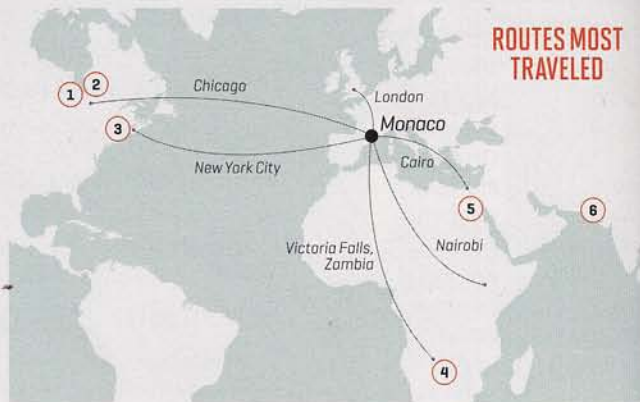 ROUTES MOST
TRAVELED
1
2
Chicago
London
3
Monaco
New York City
Cairo
5
6
Victoria Falls,
Zambia
Nairobi
4